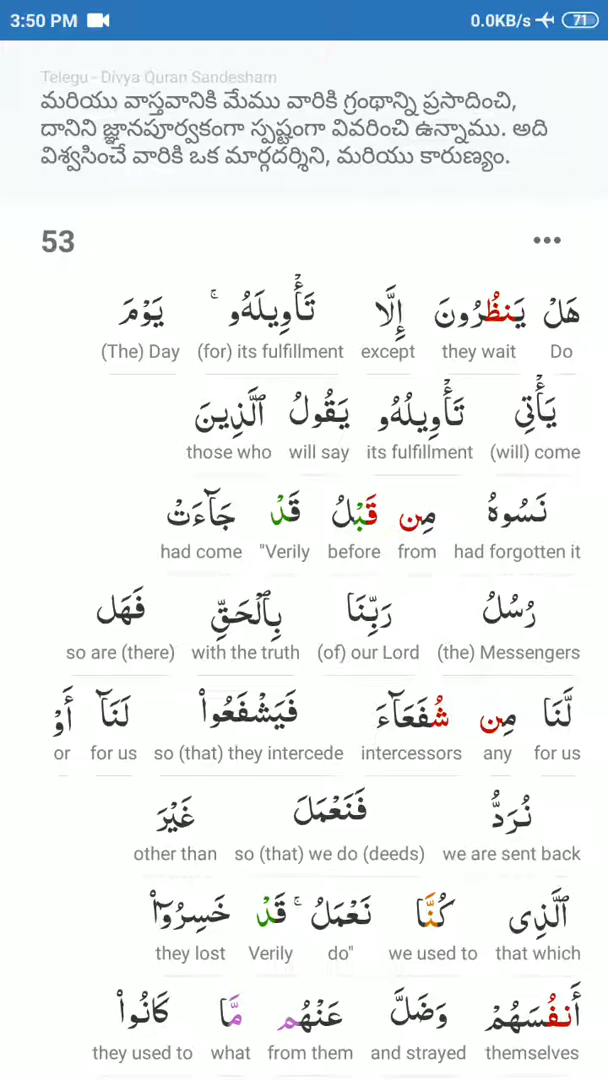 3:50 PM 0.0KB/s 71
Telegu - Divya Quran Sandesham
మరియు వాస్తవానికి మేము వారికి గ్రంథాన్ని ప్రసాదించి,
దానిని జ్ఞానపూర్వకంగా స్పష్టంగా వివరించి ఉన్నాము. అది
విశ్వసించే వారికి ఒక మార్గదర్శిని, మరియు కారుణ్యం.
53
هَلْ يَنظُرُونَ إِلَّا تَأْوِيلَهُۥ ۚ يَوْمَ
(The) Day (for) its fulfillment except they wait Do
يَأْتِى تَأْوِيلُهُۥ يَقُولُ ٱلَّذِينَ
those who will say its fulfillment (will) come
نَسُوهُ مِن قَبْلُ قَدْ جَآءَتْ
had come "Verily before from had forgotten it
رُسُلُ رَبِّنَا بِٱلْحَقِّ فَهَل
so are (there) with the truth (of) our Lord (the) Messengers
لَّنَا مِن شُفَعَآءَ فَيَشْفَعُوا۟ لَنَآ أَوْ
or for us so (that) they intercede intercessors any for us
نُرَدُّ فَنَعْمَلَ غَيْرَ
other than so (that) we do (deeds) we are sent back
ٱلَّذِى كُنَّا نَعْمَلُ ۚ قَدْ خَسِرُوٓا۟
they lost Verily do" we used to that which
أَنفُسَهُمْ وَضَلَّ عَنْهُم مَّا كَانُوا۟
they used to what from them and strayed themselves